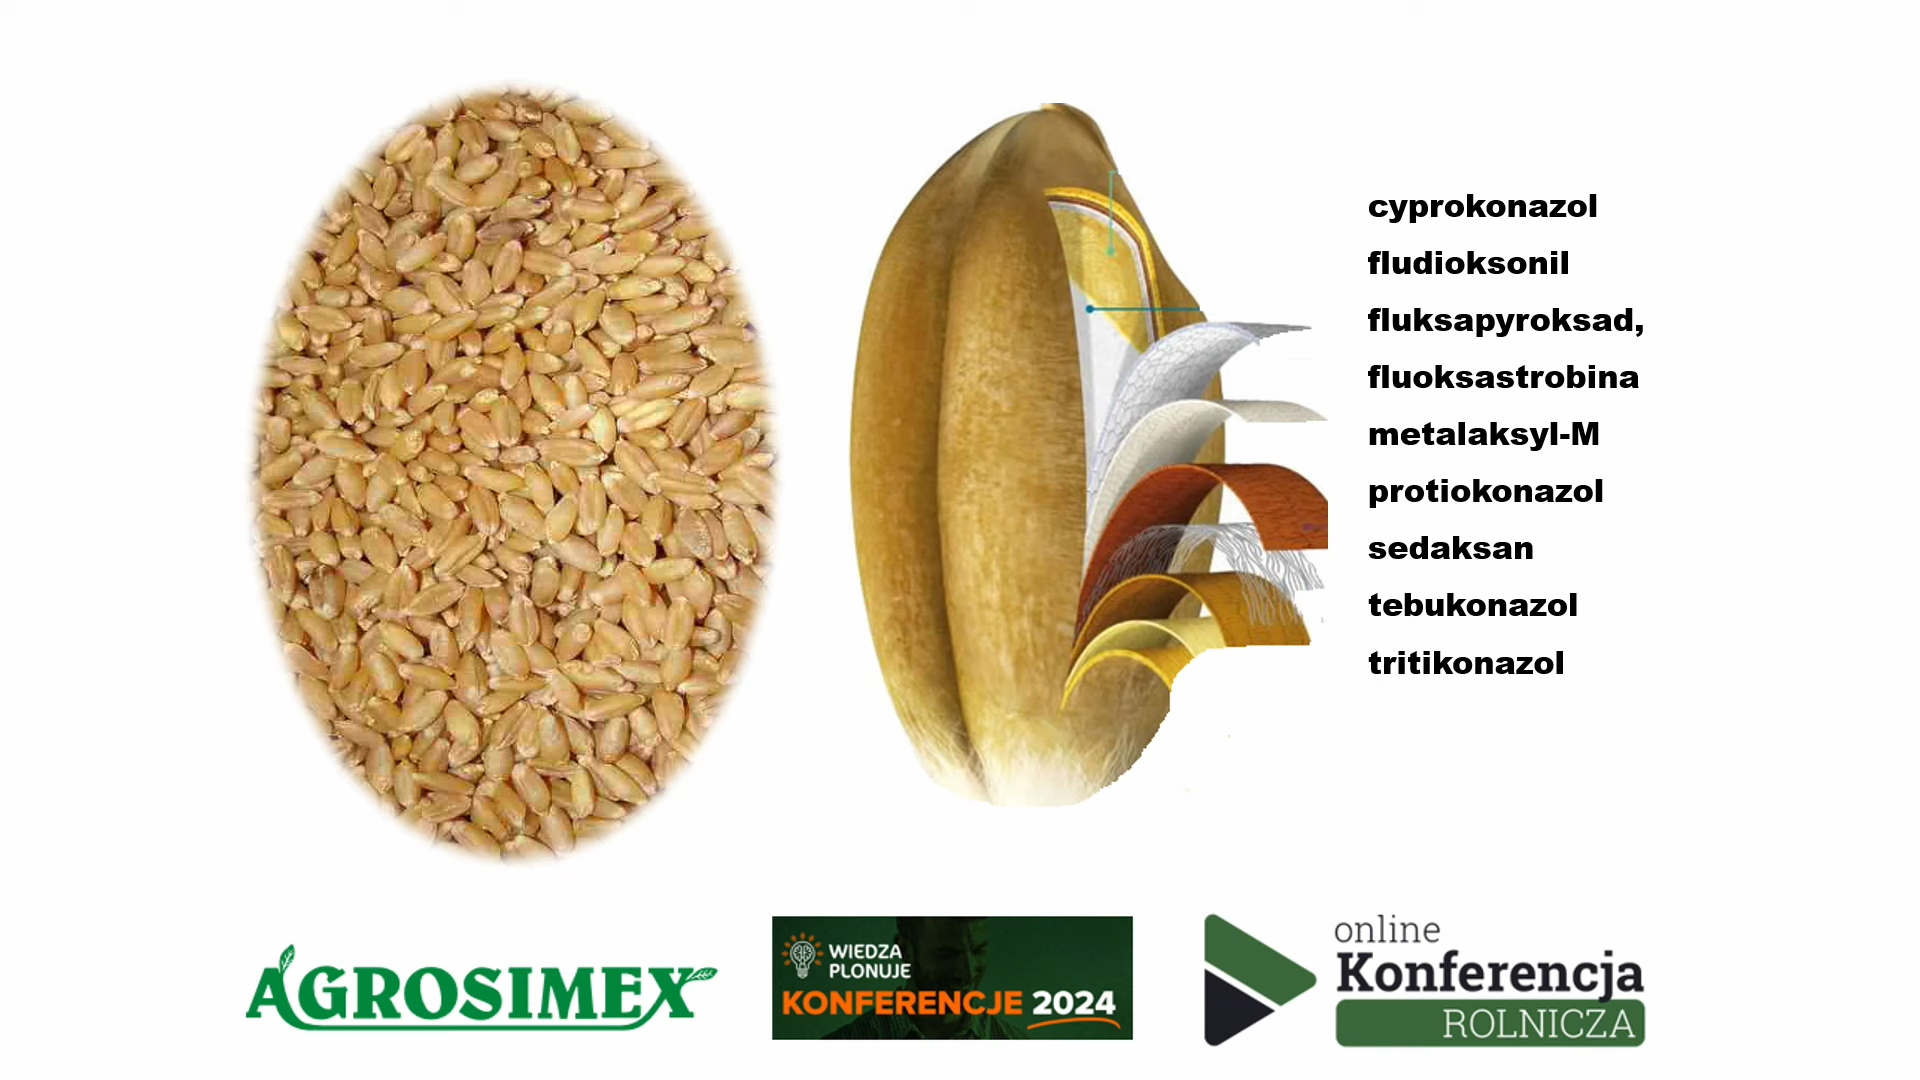 cyprokonazol
fludioksonil
fluksapyroksad,
fluoksastrobina
metalaksyl-M
protiokonazol
sedaksan
tebukonazol
tritikonazol
AGROSIMEX
WIEDZA
PLONUJE
KONFERENCJE 2024
online
Konferencja
ROLNICZA